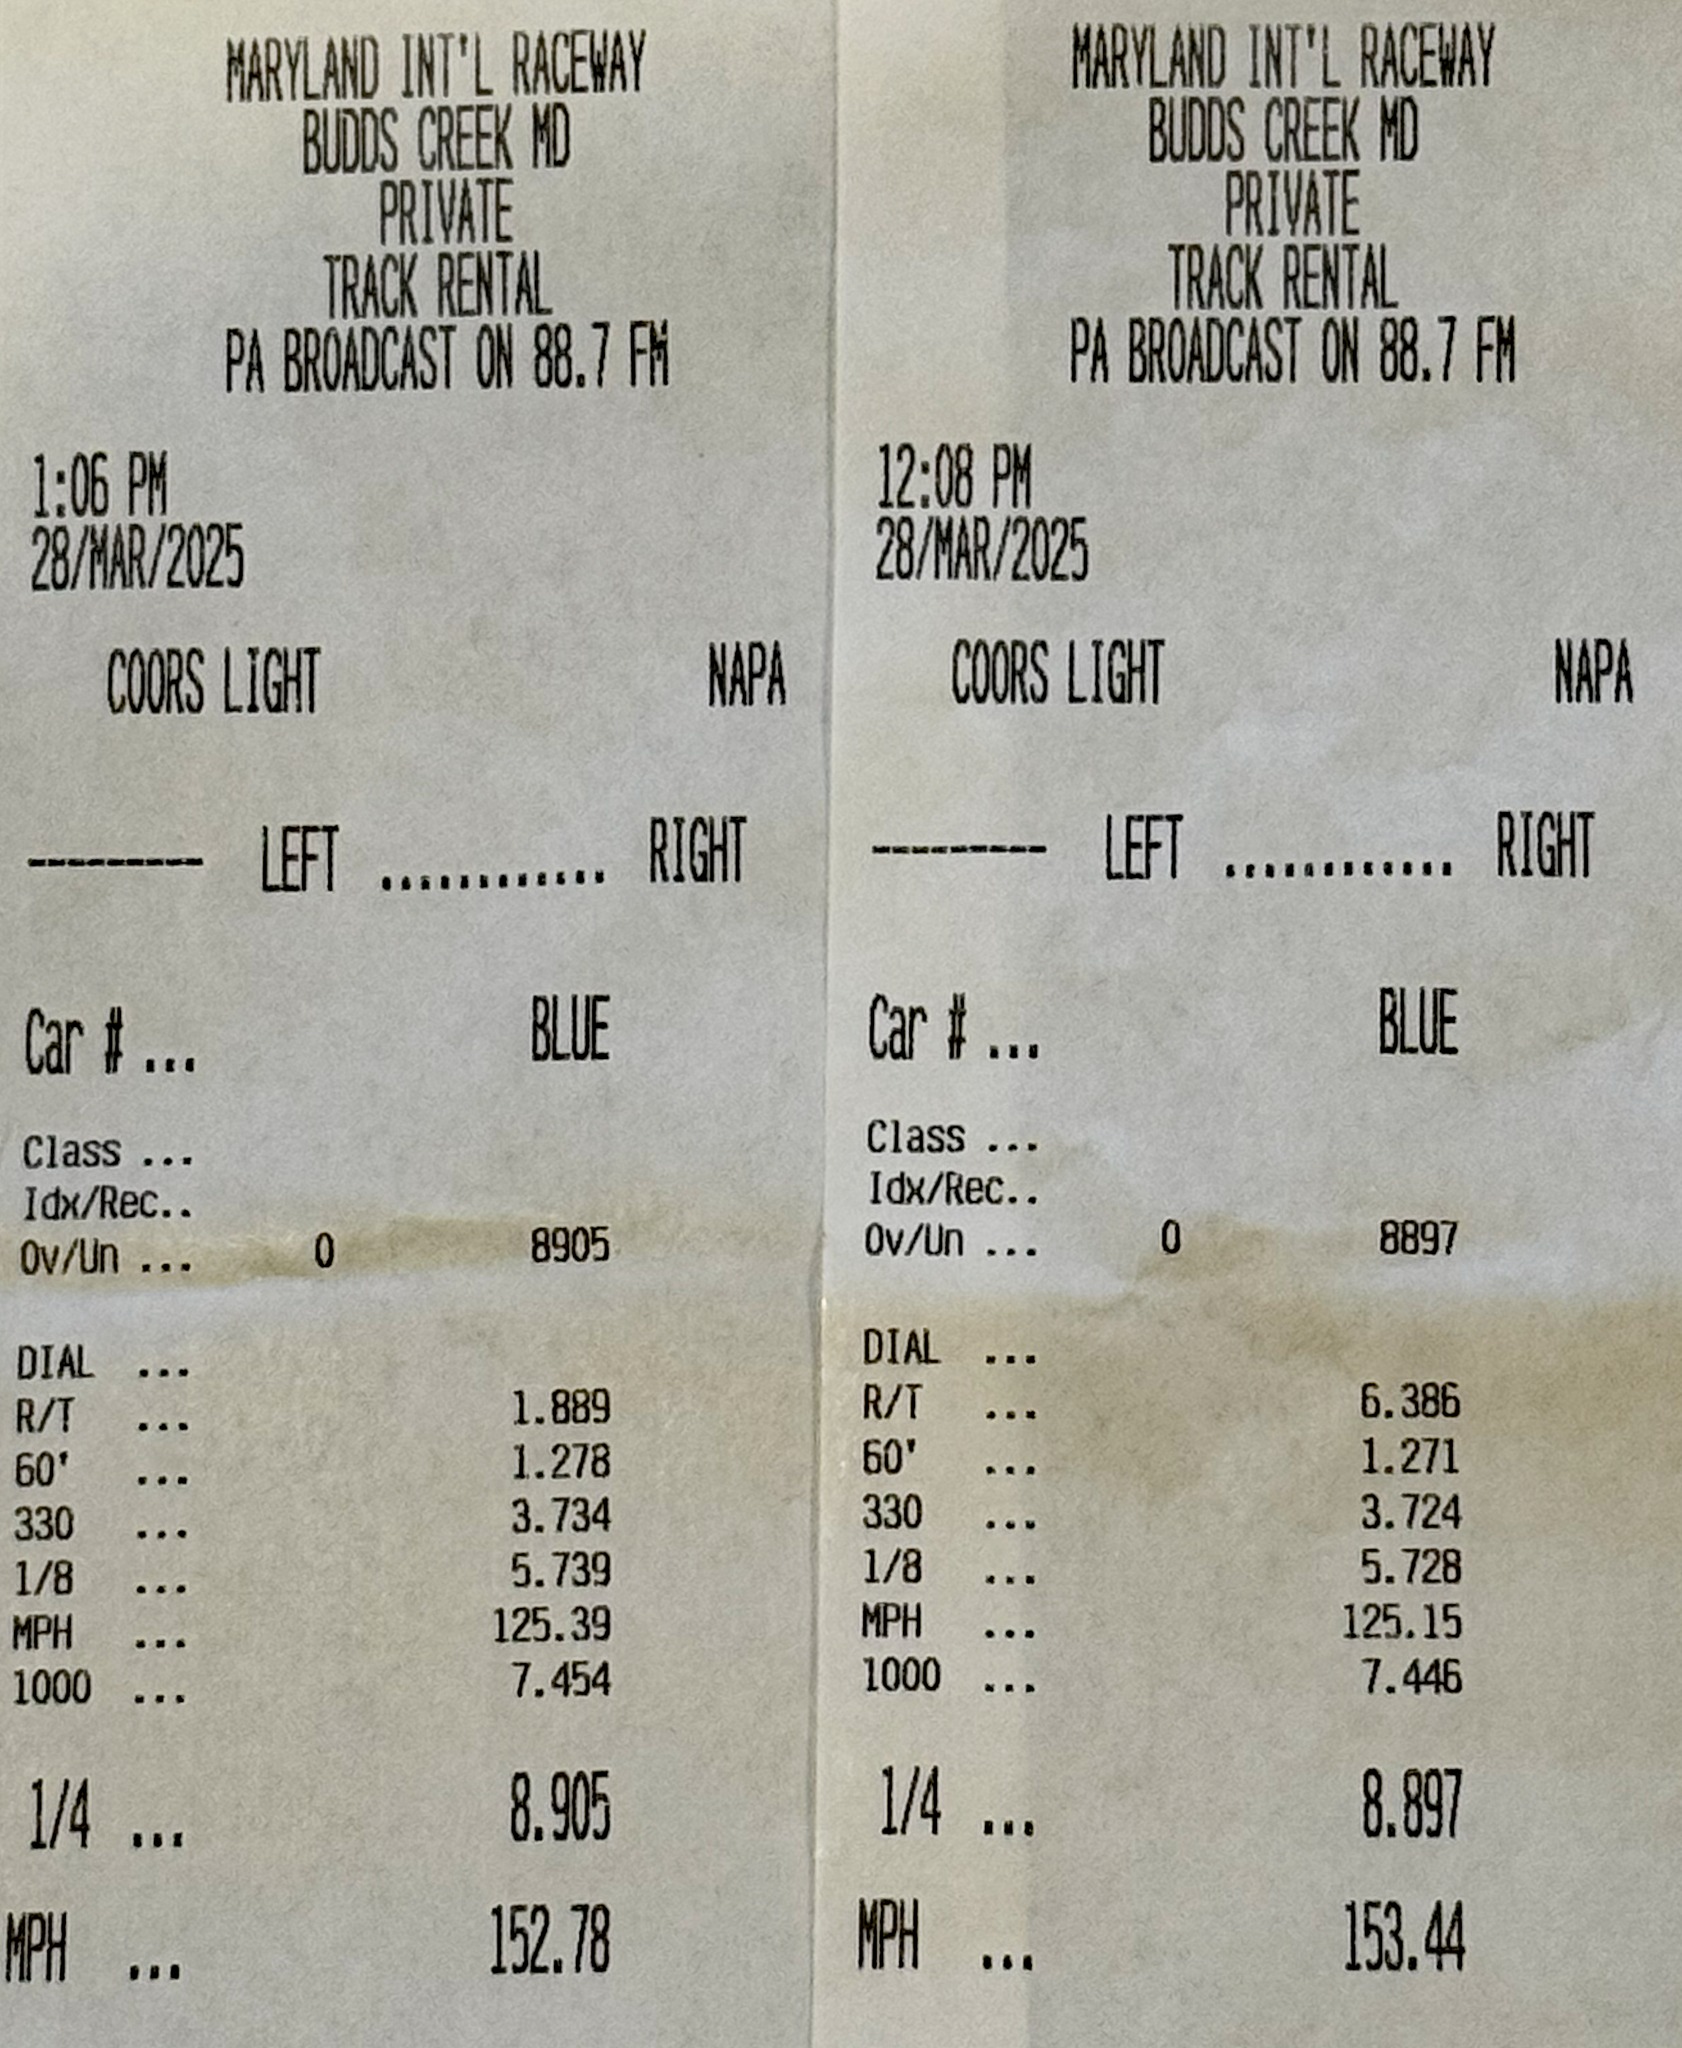 MARYLAND INT'L RACEWAY
BUDDS CREEK MD
PRIVATE
TRACK RENTAL
PA BROADCAST ON 88.7 FM
1:06 PM
28/MAR/2025
COORS LIGHT NAPA
--------- LEFT ............ RIGHT
Car # ... BLUE
Class ...
Idx/Rec..
Ov/Un ... 0 8905
DIAL ...
R/T ... 1.889
60' ... 1.278
330 ... 3.734
1/8 ... 5.739
MPH ... 125.39
1000 ... 7.454
1/4 ... 8.905
MPH ... 152.78
MARYLAND INT'L RACEWAY
BUDDS CREEK MD
PRIVATE
TRACK RENTAL
PA BROADCAST ON 88.7 FM
12:08 PM
28/MAR/2025
COORS LIGHT NAPA
--------- LEFT ............ RIGHT
Car # ... BLUE
Class ...
Idx/Rec..
Ov/Un ... 0 8897
DIAL ...
R/T ... 6.386
60' ... 1.271
330 ... 3.724
1/8 ... 5.728
MPH ... 125.15
1000 ... 7.446
1/4 ... 8.897
MPH ... 153.44